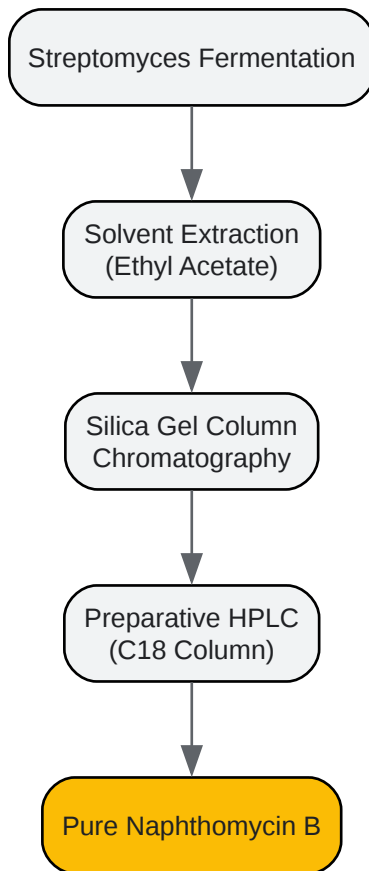 Streptomyces Fermentation
Solvent Extraction
(Ethyl Acetate)
Silica Gel Column
Chromatography
Preparative HPLC
(C18 Column)
Pure Naphthomycin B